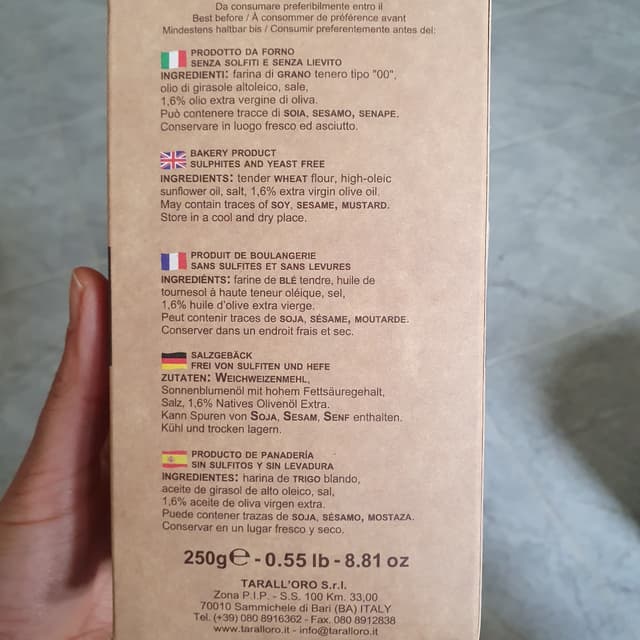 Da consumare preferibilmente entro il
Best before / À consommer de préférence avant
Mindestens haltbar bis / Consumir preferentemente antes del:
PRODOTTO DA FORNO
SENZA SOLFITI E SENZA LIEVITO
INGREDIENTI: farina di GRANO tenero tipo "00",
olio di girasole altoleico, sale,
1,6% olio extra vergine di oliva.
Può contenere tracce di SOIA, SESAMO, SENAPE.
Conservare in luogo fresco ed asciutto.
BAKERY PRODUCT
SULPHITES AND YEAST FREE
INGREDIENTS: tender WHEAT flour, high-oleic
sunflower oil, salt, 1,6% extra virgin olive oil.
May contain traces of SOY, SESAME, MUSTARD.
Store in a cool and dry place.
PRODUIT DE BOULANGERIE
SANS SULFITES ET SANS LEVURES
INGREDIÉNTS: farine de BLÉ tendre, huile de
tournesol à haute teneur oléique, sel,
1,6% huile d'olive extra vierge.
Peut contenir traces de SOJA, SÉSAME, MOUTARDE.
Conserver dans un endroit frais et sec.
SALZGEBÄCK
FREI VON SULFITEN UND HEFE
ZUTATEN: WEICHWEIZENMEHL,
Sonnenblumenöl mit hohem Fettsäuregehalt,
Salz, 1,6% Natives Olivenöl Extra.
Kann Spuren von SOJA, SESAM, SENF enthalten.
Kühl und trocken lagern.
PRODUCTO DE PANADERÍA
SIN SULFITOS Y SIN LEVADURA
INGREDIENTES: harina de TRIGO blando,
aceite de girasol de alto oleico, sal,
1,6% aceite de oliva virgen extra.
Puede contener trazas de SOJA, SÉSAMO, MOSTAZA.
Conservar en un lugar fresco y seco.
250g℮ - 0.55 lb - 8.81 oz
TARALL'ORO S.r.l.
Zona P.I.P. - S.S. 100 Km. 33,00
70010 Sammichele di Bari (BA) ITALY
Tel. (+39) 080 8916362 - Fax. 080 8912838
www.taralloro.it - info@taralloro.it